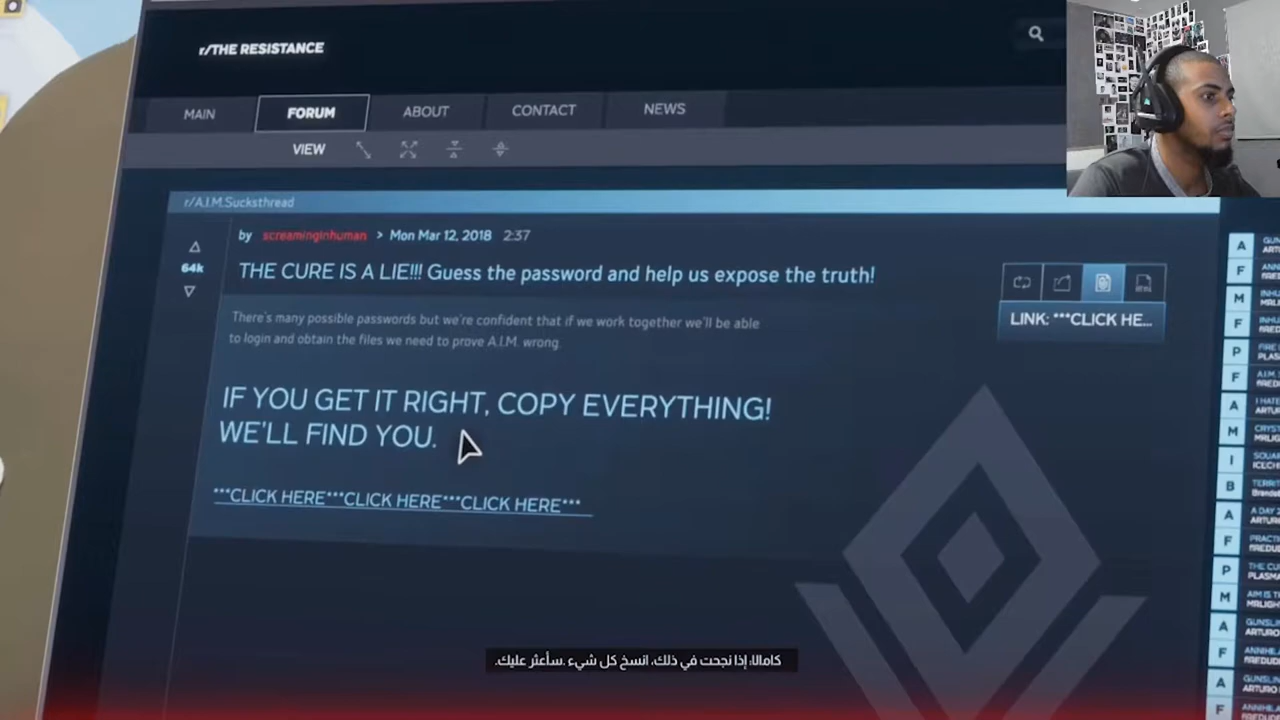 r/THE RESISTANCE
MAIN
FORUM
ABOUT
CONTACT
NEWS
VIEW
r/A.I.M.Sucksthread
by screaminginhuman > Mon Mar 12, 2018 2:37
64k
THE CURE IS A LIE!!! Guess the password and help us expose the truth!
There's many possible passwords but we're confident that if we work together we'll be able
to login and obtain the files we need to prove A.I.M. wrong.
LINK: ***CLICK HE...
IF YOU GET IT RIGHT, COPY EVERYTHING!
WE'LL FIND YOU.
***CLICK HERE***CLICK HERE***CLICK HERE***
A
F
M
F
P
F
A
M
I
B
A
F
P
M
A
F
A
F
كامالا: إذا نجحت في ذلك، انسخ كل شيء .سأعثر عليك.